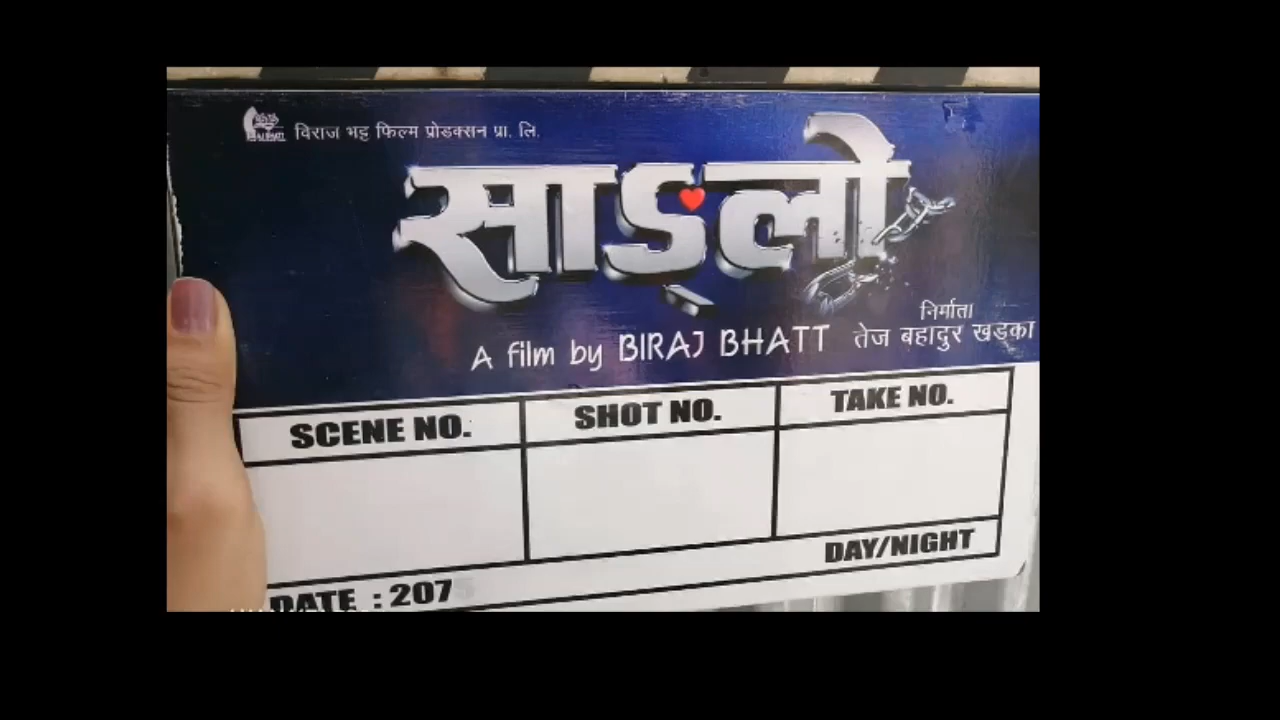 विराज भट्ट फिल्म प्रोडक्सन प्रा. लि.
साङ्लो
निर्माता
A film by BIRAJ BHATT तेज बहादुर खड्का
SCENE NO. SHOT NO. TAKE NO.
DAY/NIGHT
DATE : 207